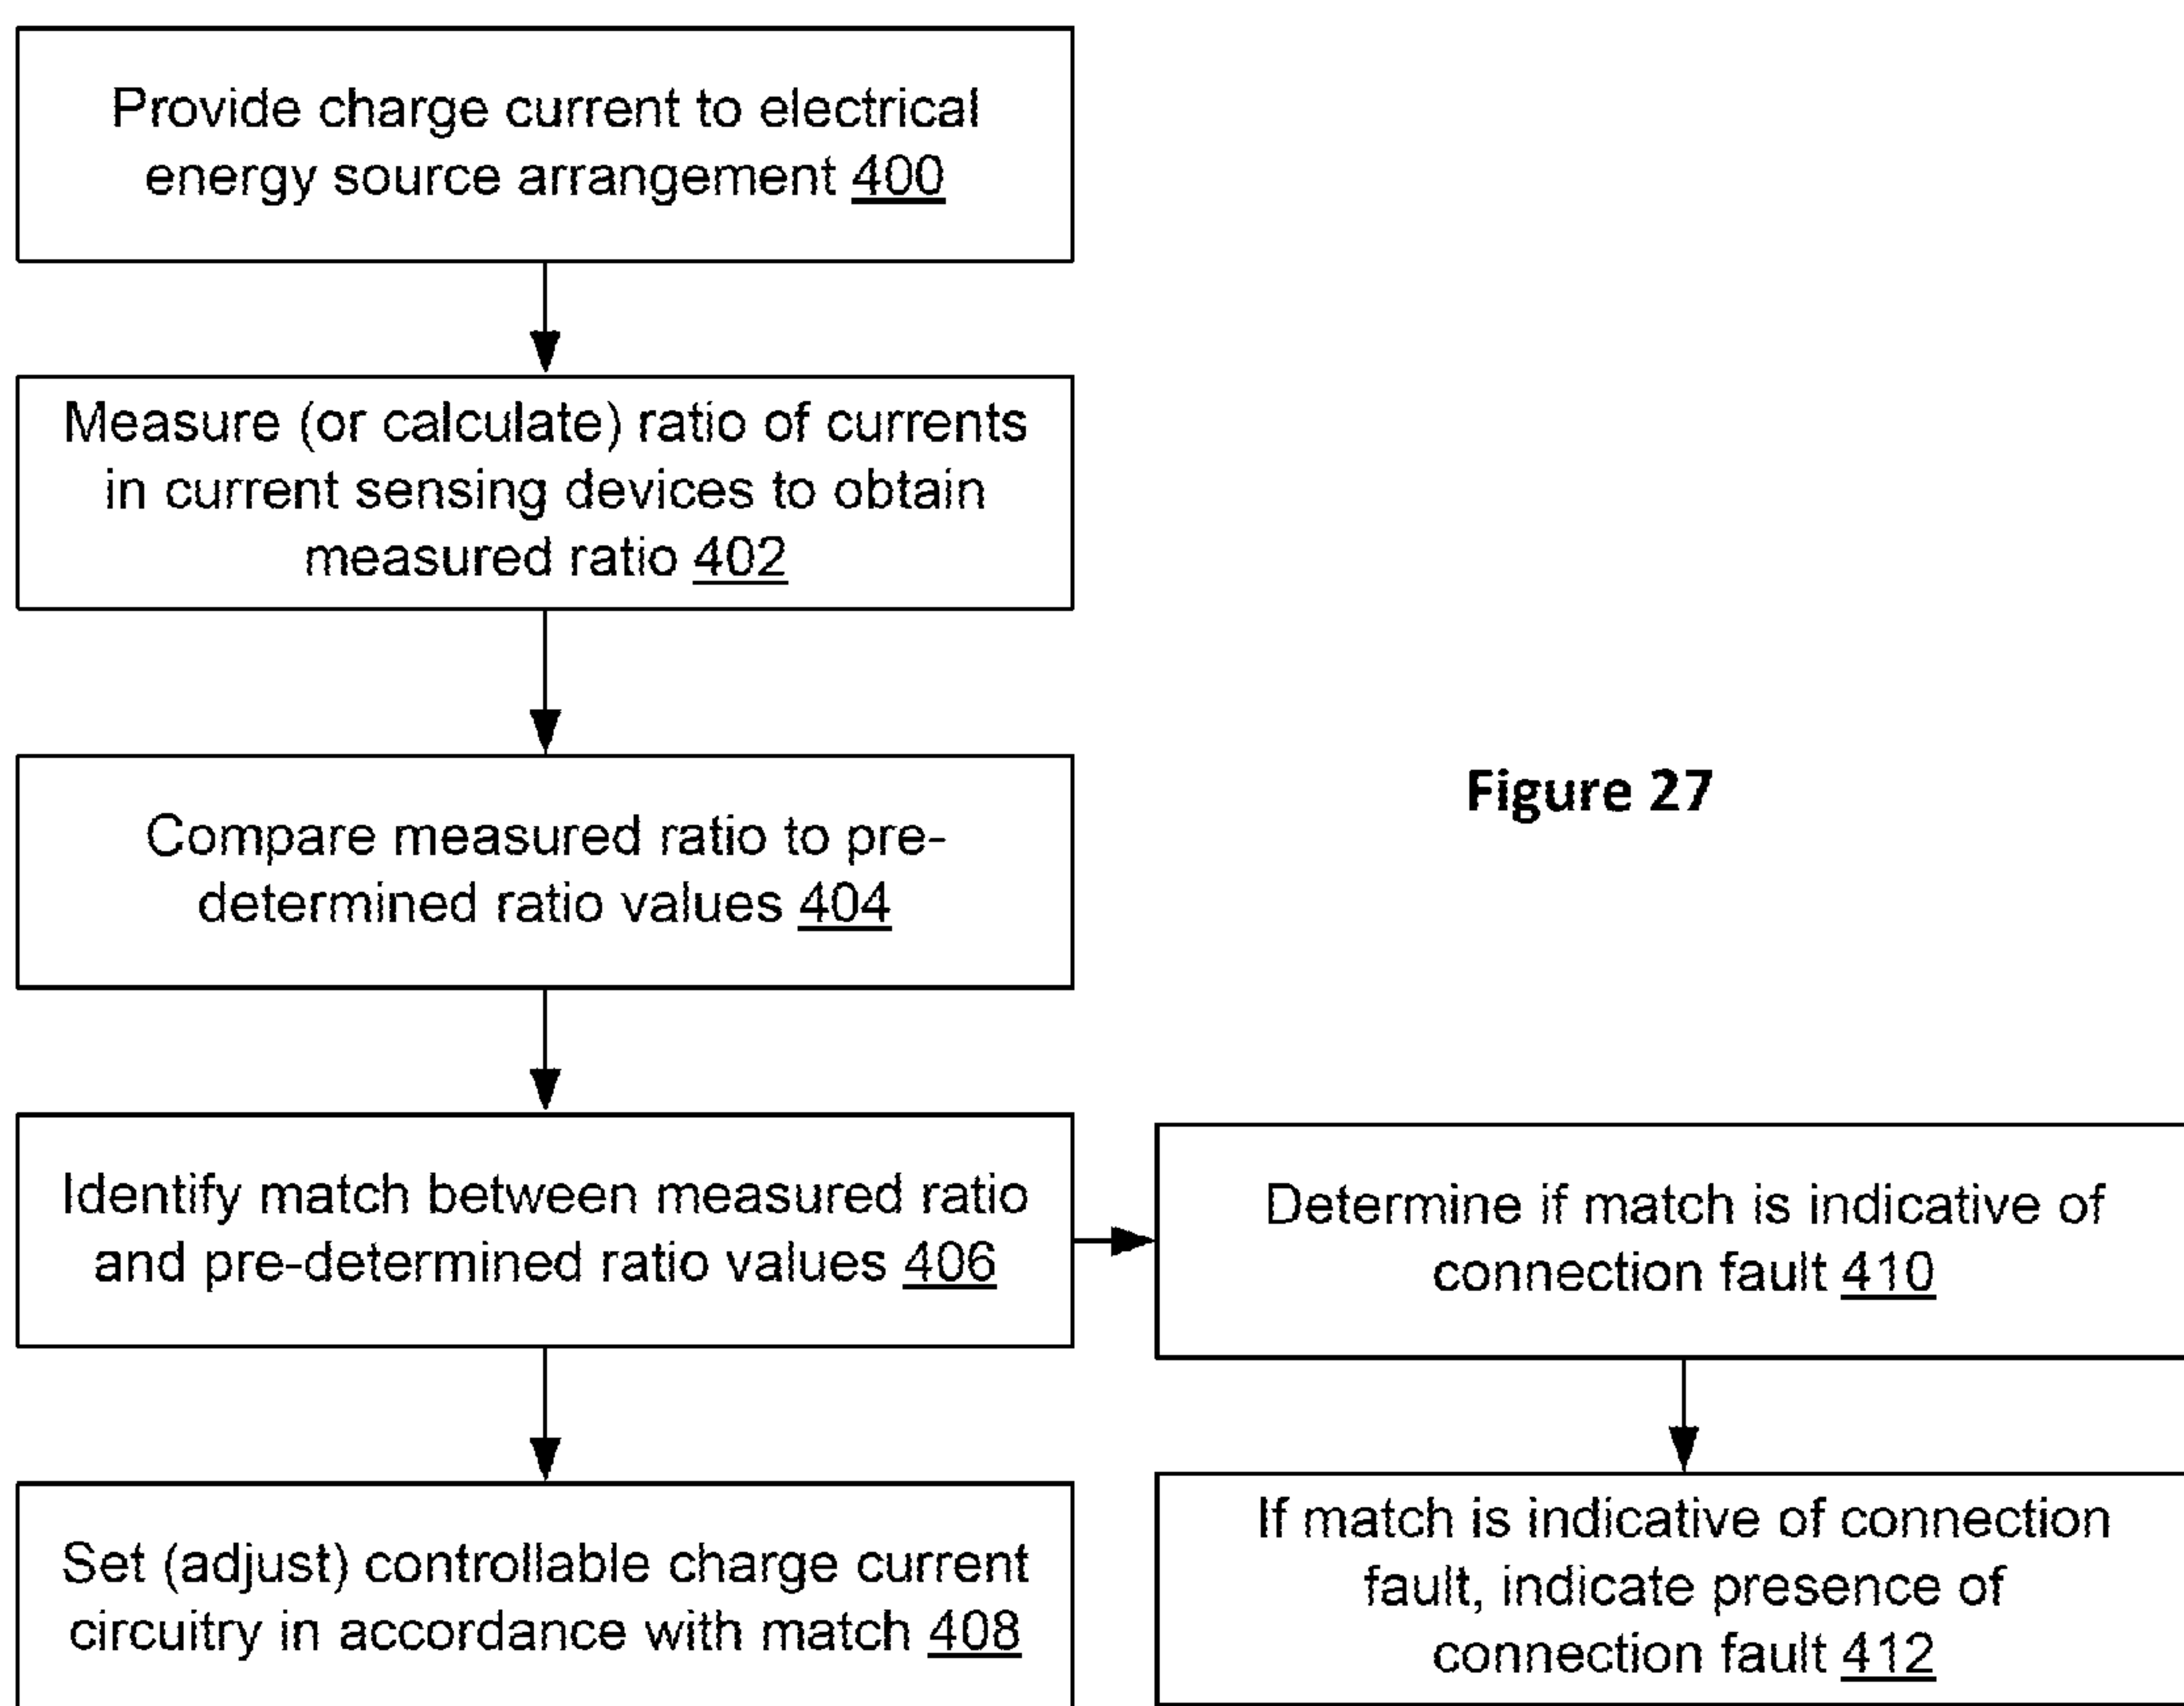 Provide charge current to electrical
energy source arrangement 400
Measure (or calculate) ratio of currents
in current sensing devices to obtain
measured ratio 402
Compare measured ratio to pre-
determined ratio values 404
Figure 27
Identify match between measured ratio
and pre-determined ratio values 406
Determine if match is indicative of
connection fault 410
Set (adjust) controllable charge current
circuitry in accordance with match 408
If match is indicative of connection
fault, indicate presence of
connection fault 412